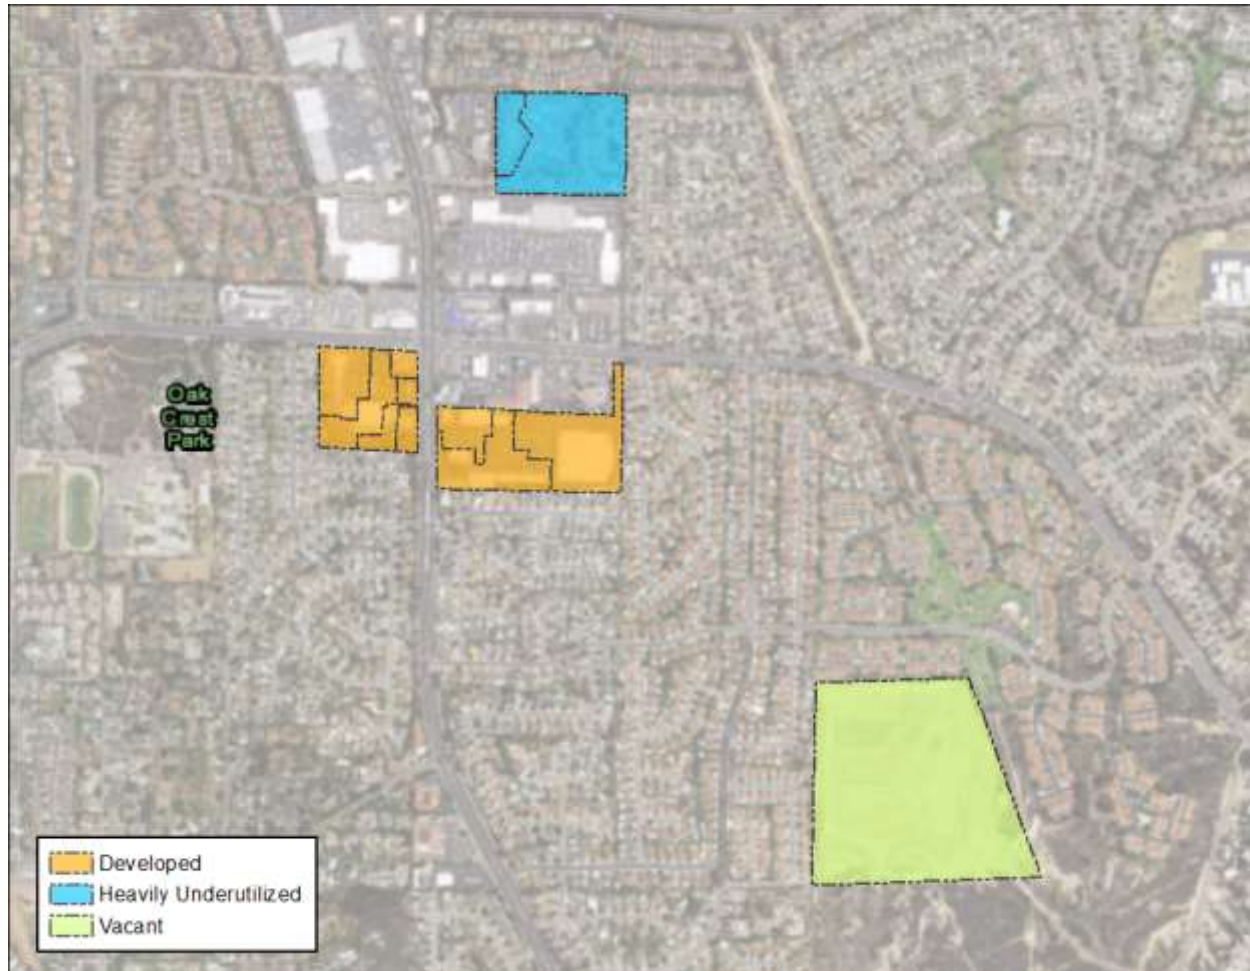 Oak
Crest
Park
Developed
Heavily Underutilized
Vacant